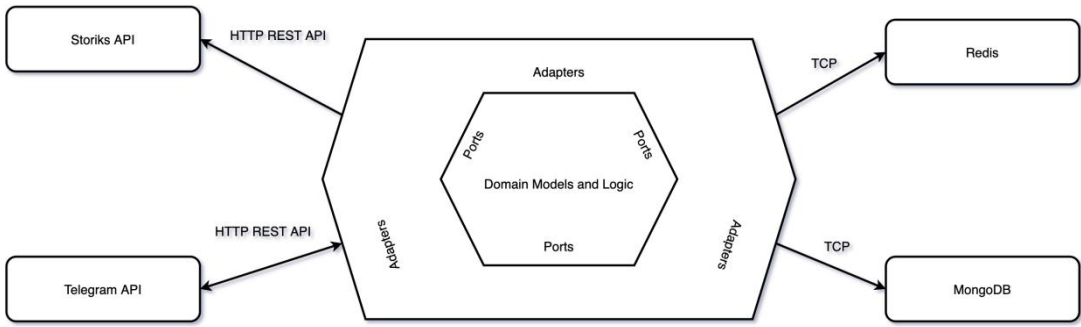 Storiks API
HTTP REST API
Adapters
TCP
Redis
Ports
Ports
Domain Models and Logic
Ports
Adapters
Adapters
HTTP REST API
Telegram API
TCP
MongoDB